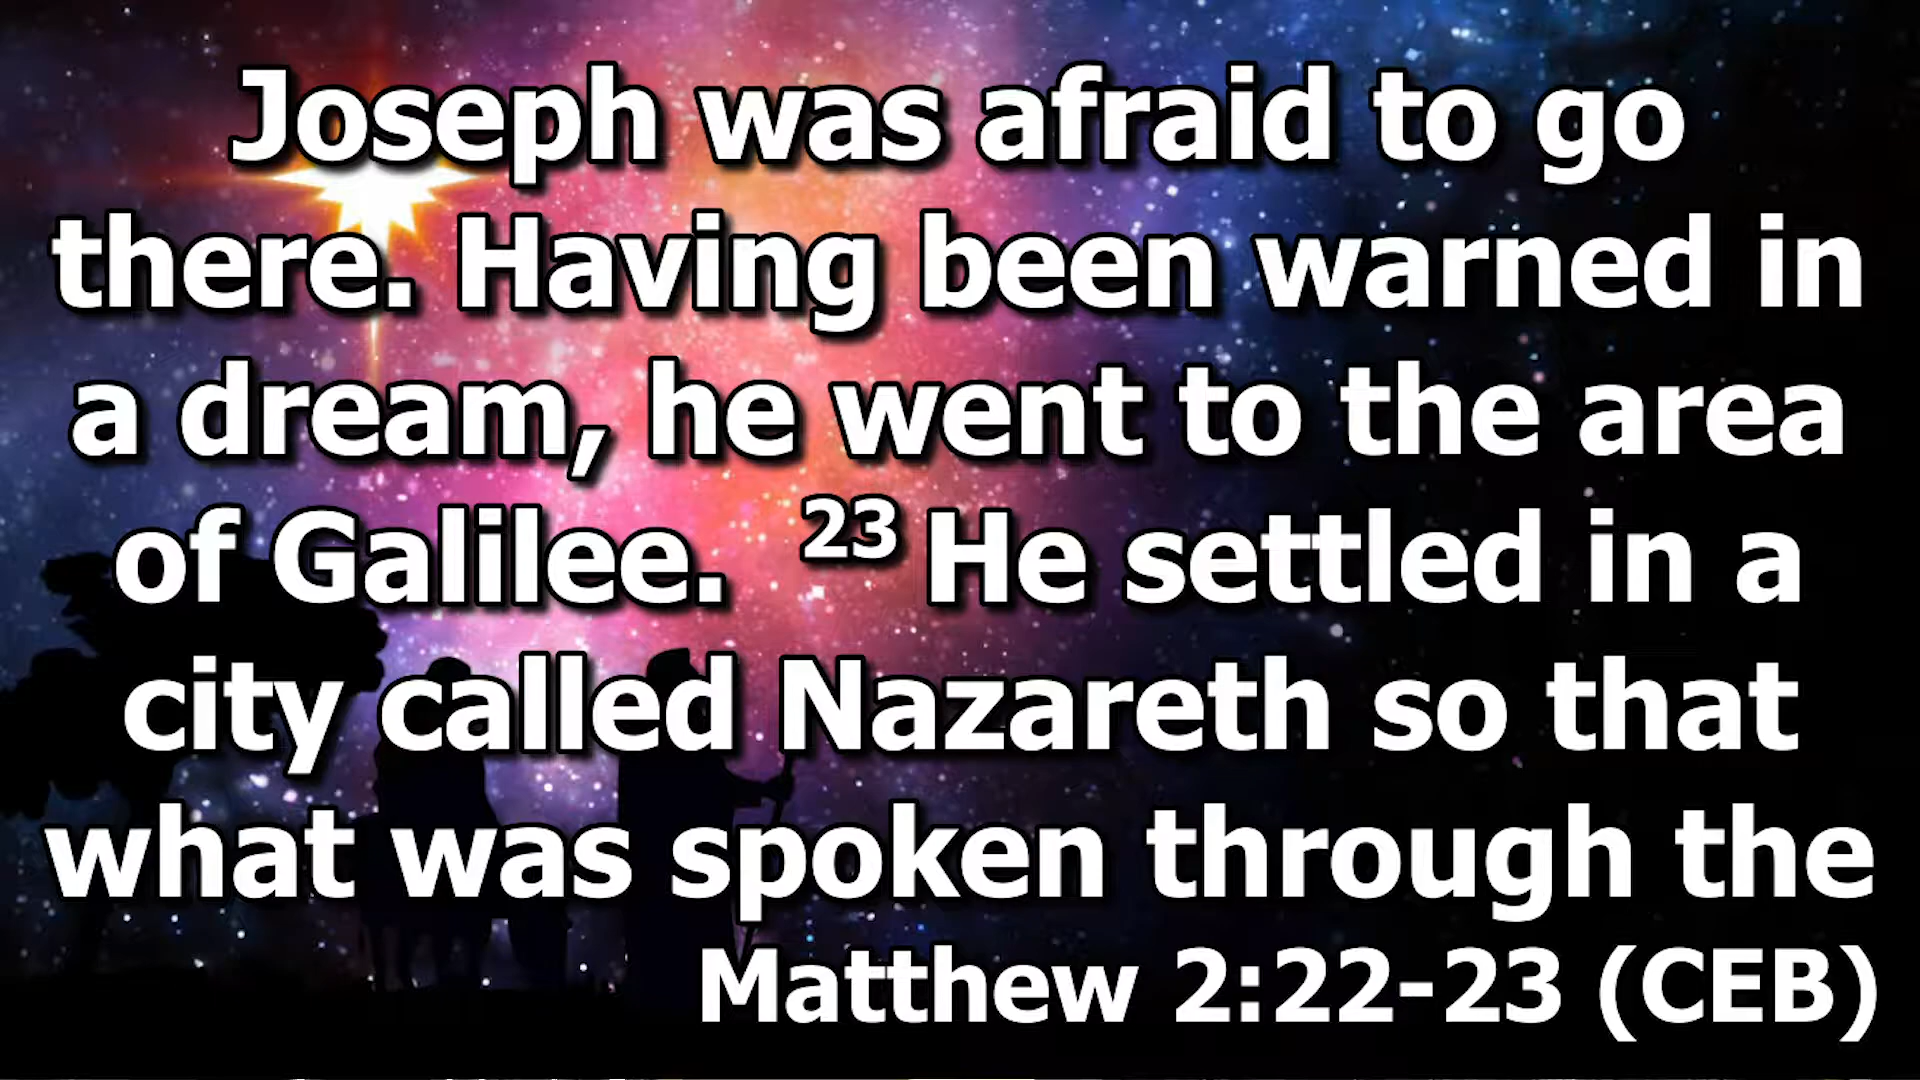 Joseph was afraid to go
there. Having been warned in
a dream, he went to the area
of Galilee. 23 He settled in a
city called Nazareth so that
what was spoken through the
Matthew 2:22-23 (CEB)